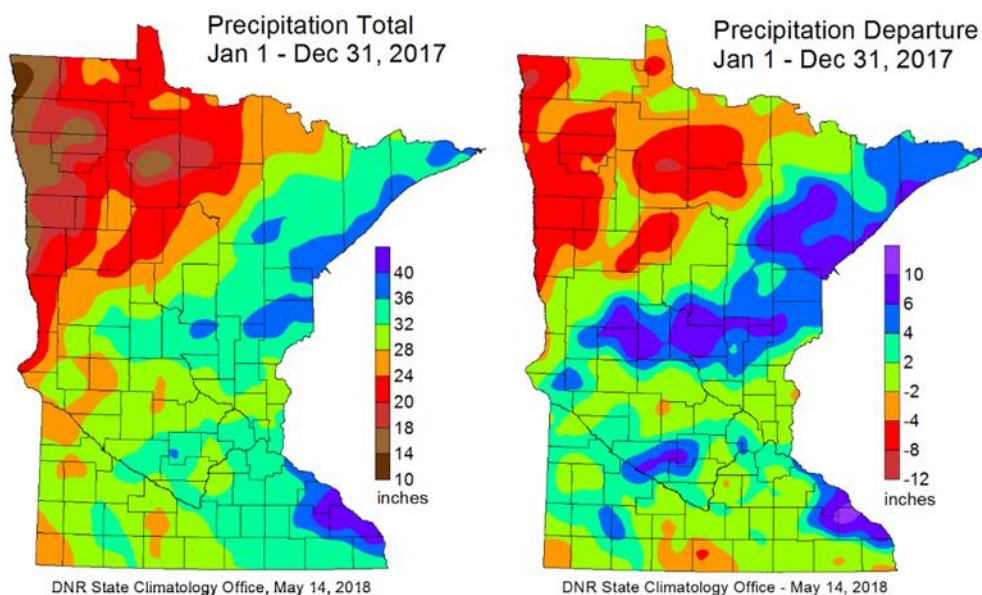 Precipitation Total
Jan 1 - Dec 31, 2017
40
36
32
28
24
20
18
14
10
inches
DNR State Climatology Office, May 14, 2018
Precipitation Departure
Jan 1 - Dec 31, 2017
10
6
4
2
-2
-4
-8
-12
inches
DNR State Climatology Office - May 14, 2018